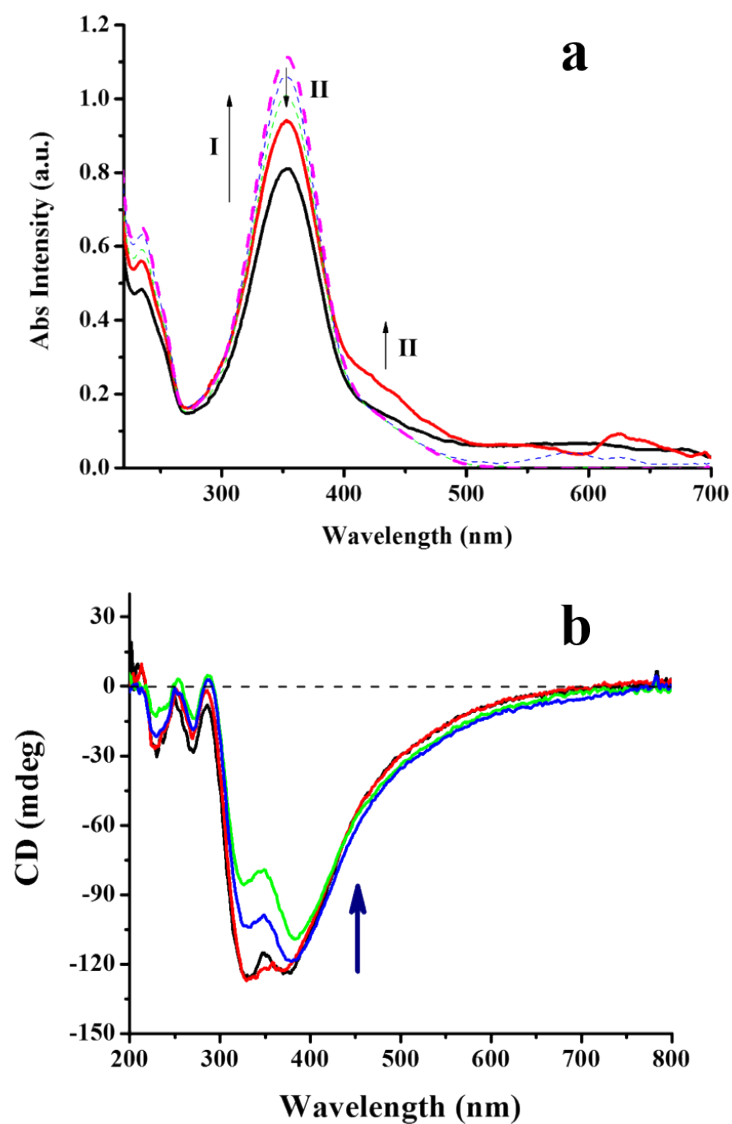 a
1.2
1.0
0.8
0.6
0.4
0.2
0.0
Abs Intensity (a.u.)
I
II
II
300 400 500 600 700
Wavelength (nm)
b
30
0
-30
-60
-90
-120
-150
CD (mdeg)
200 300 400 500 600 700 800
Wavelength (nm)